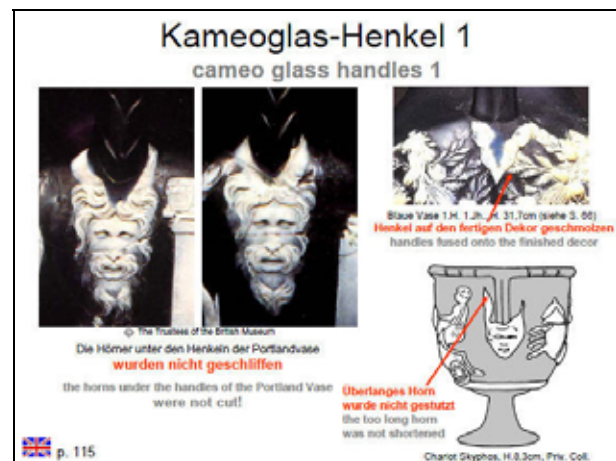 Kameoglas-Henkel 1
cameo glass handles 1
© The Trustees of the British Museum
Die Hörner unter den Henkeln der Portlandvase
wurden nicht geschliffen
the horns under the handles of the Portland Vase
were not cut!
Blaue Vase 1.H. 1.Jh., H. 31,7cm (siehe S. 66)
Henkel auf den fertigen Dekor geschmolzen
handles fused onto the finished decor
Überlanges Horn
wurde nicht gestutzt
the too long horn
was not shortened
Chariot Skyphos, H.8,3cm, Priv. Coll.
p. 115